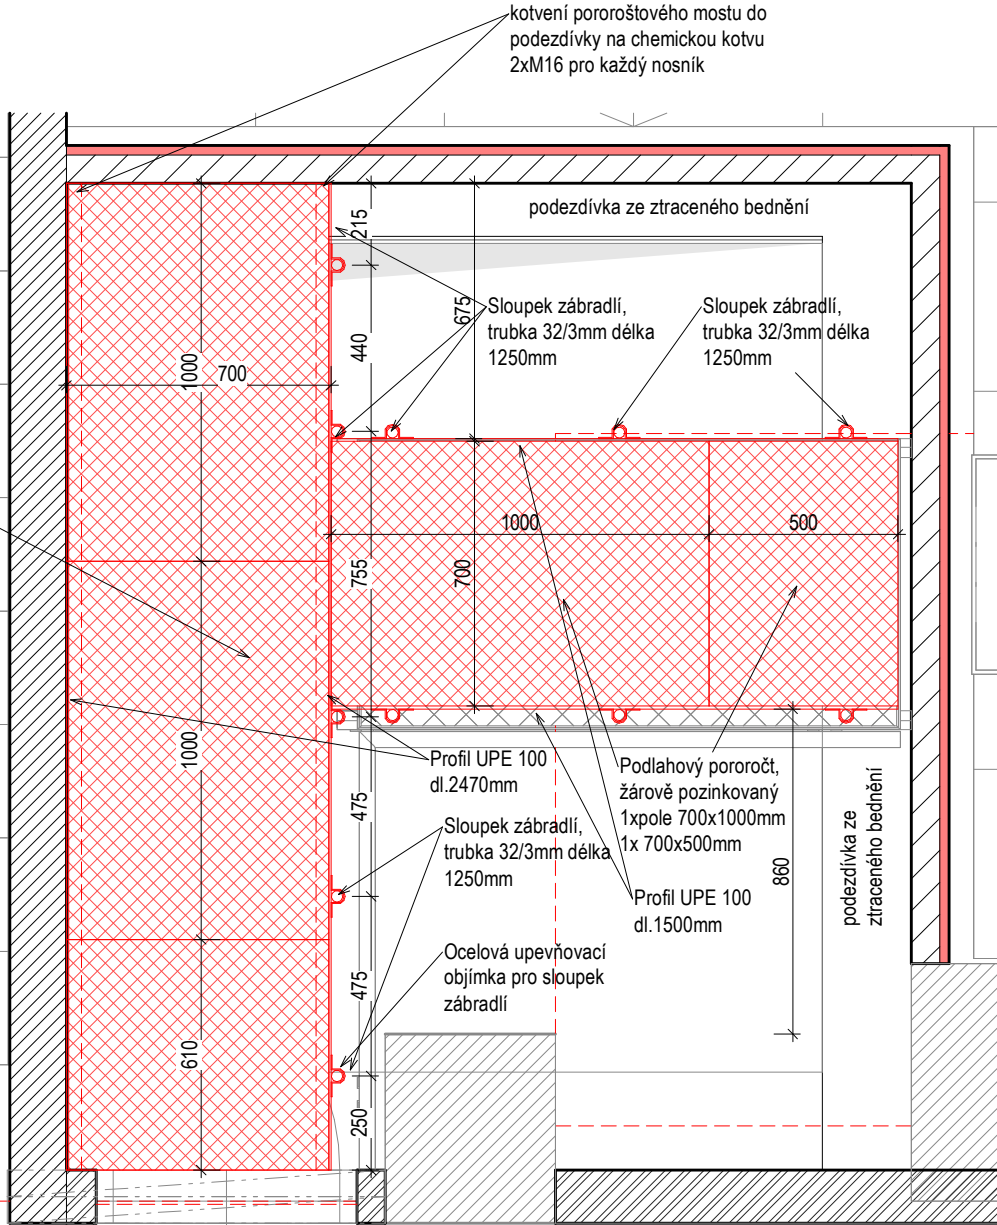 kotvení pororoštového mostu do
podezdívky na chemickou kotvu
2xM16 pro každý nosník
podezdívka ze ztraceného bednění
215
675
440
Sloupek zábradlí,
trubka 32/3mm délka
1250mm
Sloupek zábradlí,
trubka 32/3mm délka
1250mm
1000
700
1000
500
755
700
1000
Profil UPE 100
dl.2470mm
Podlahový pororočt,
žárově pozinkovaný
1xpole 700x1000mm
1x 700x500mm
475
Sloupek zábradlí,
trubka 32/3mm délka
1250mm
860
podezdívka ze
ztraceného bednění
Profil UPE 100
dl.1500mm
Ocelová upevňovací
objímka pro sloupek
zábradlí
475
610
250